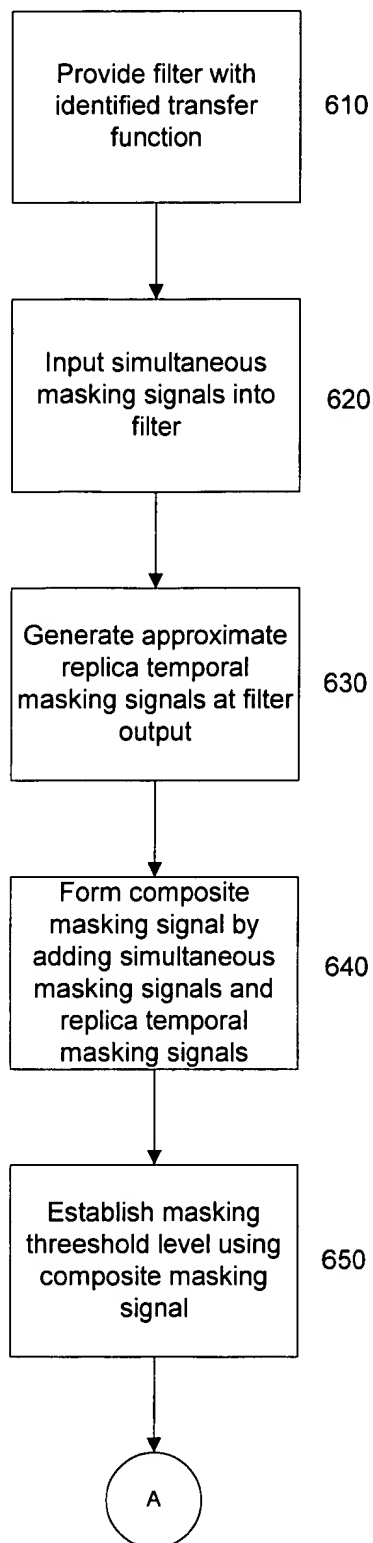 Provide filter with
identified transfer
function
610
Input simultaneous
masking signals into
filter
620
Generate approximate
replica temporal
masking signals at filter
output
630
Form composite
masking signal by
adding simultaneous
masking signals and
replica temporal
masking signals
640
Establish masking
threeshold level using
composite masking
signal
650
A